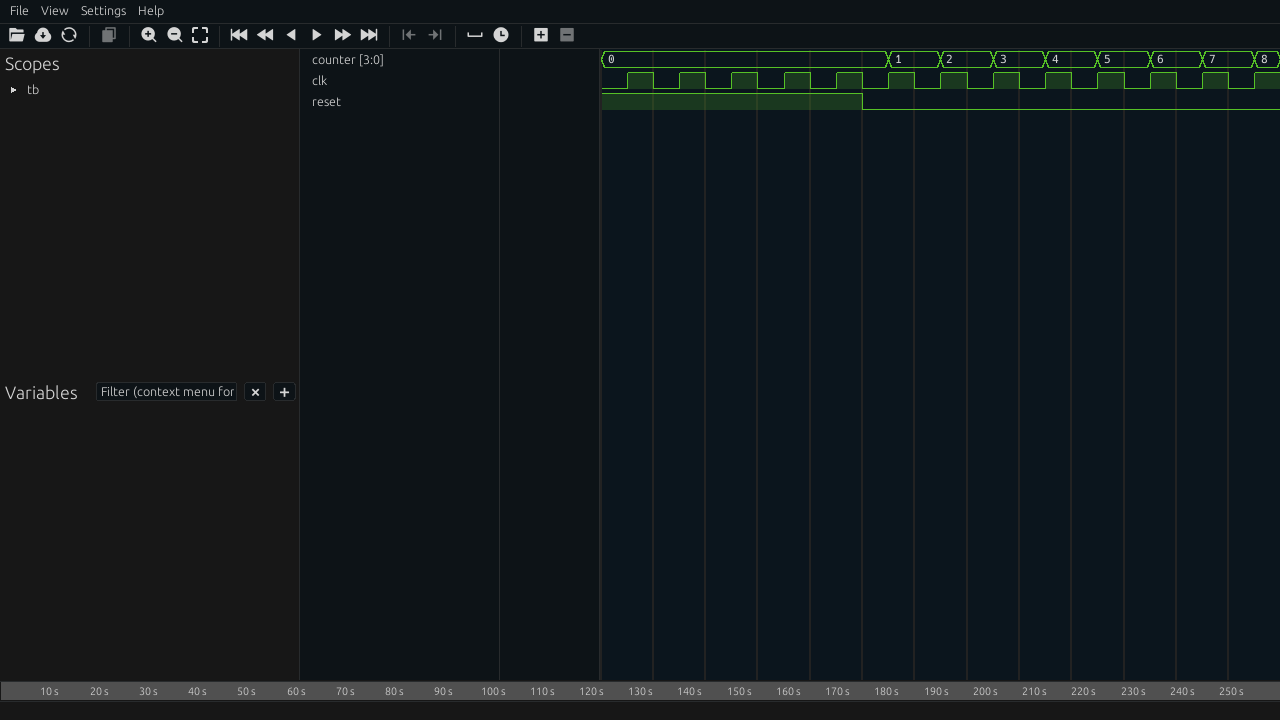 File View Settings Help
Scopes
tb
Variables Filter (context menu for
counter [3:0]
clk
reset
0 1 2 3 4 5 6 7 8
10 s 20 s 30 s 40 s 50 s 60 s 70 s 80 s 90 s 100 s 110 s 120 s 130 s 140 s 150 s 160 s 170 s 180 s 190 s 200 s 210 s 220 s 230 s 240 s 250 s